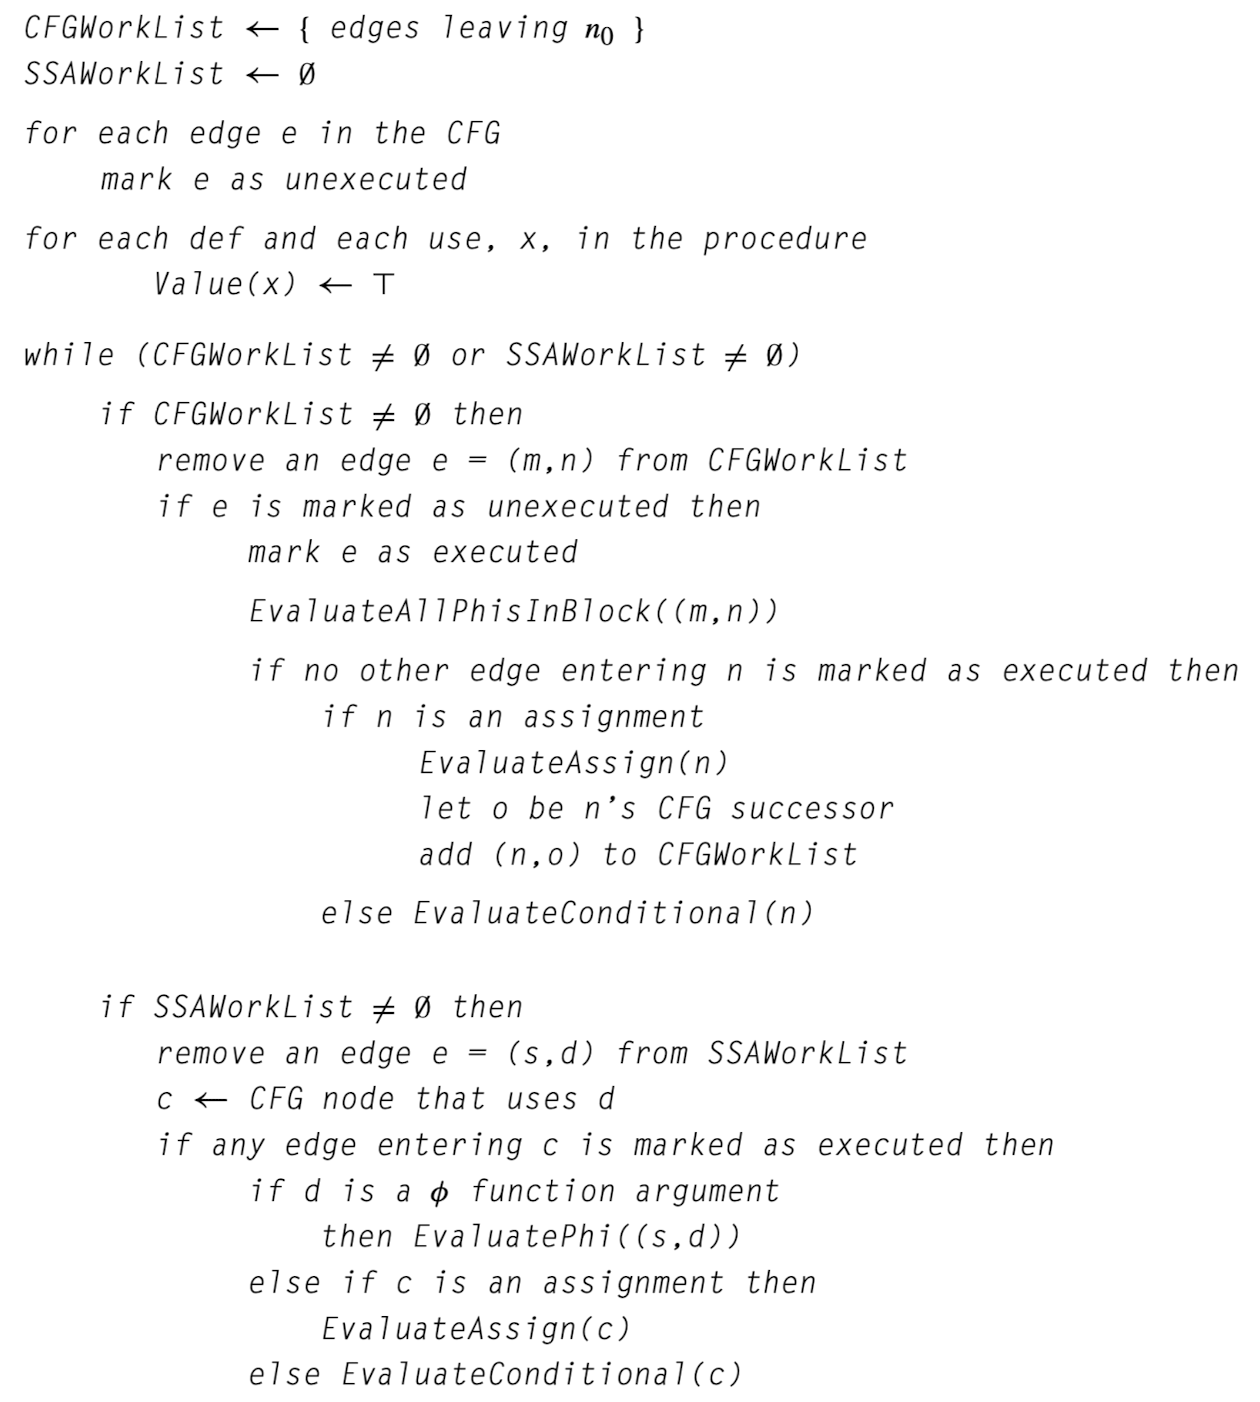 CFGWorkList ← { edges leaving n₀ }
SSAWorkList ← Ø
for each edge e in the CFG
mark e as unexecuted
for each def and each use, x, in the procedure
Value(x) ← ⊤
while (CFGWorkList ≠ Ø or SSAWorkList ≠ Ø)
if CFGWorkList ≠ Ø then
remove an edge e = (m,n) from CFGWorkList
if e is marked as unexecuted then
mark e as executed
EvaluateAllPhisInBlock((m,n))
if no other edge entering n is marked as executed then
if n is an assignment
EvaluateAssign(n)
let o be n’s CFG successor
add (n,o) to CFGWorkList
else EvaluateConditional(n)
if SSAWorkList ≠ Ø then
remove an edge e = (s,d) from SSAWorkList
c ← CFG node that uses d
if any edge entering c is marked as executed then
if d is a ϕ function argument
then EvaluatePhi((s,d))
else if c is an assignment then
EvaluateAssign(c)
else EvaluateConditional(c)